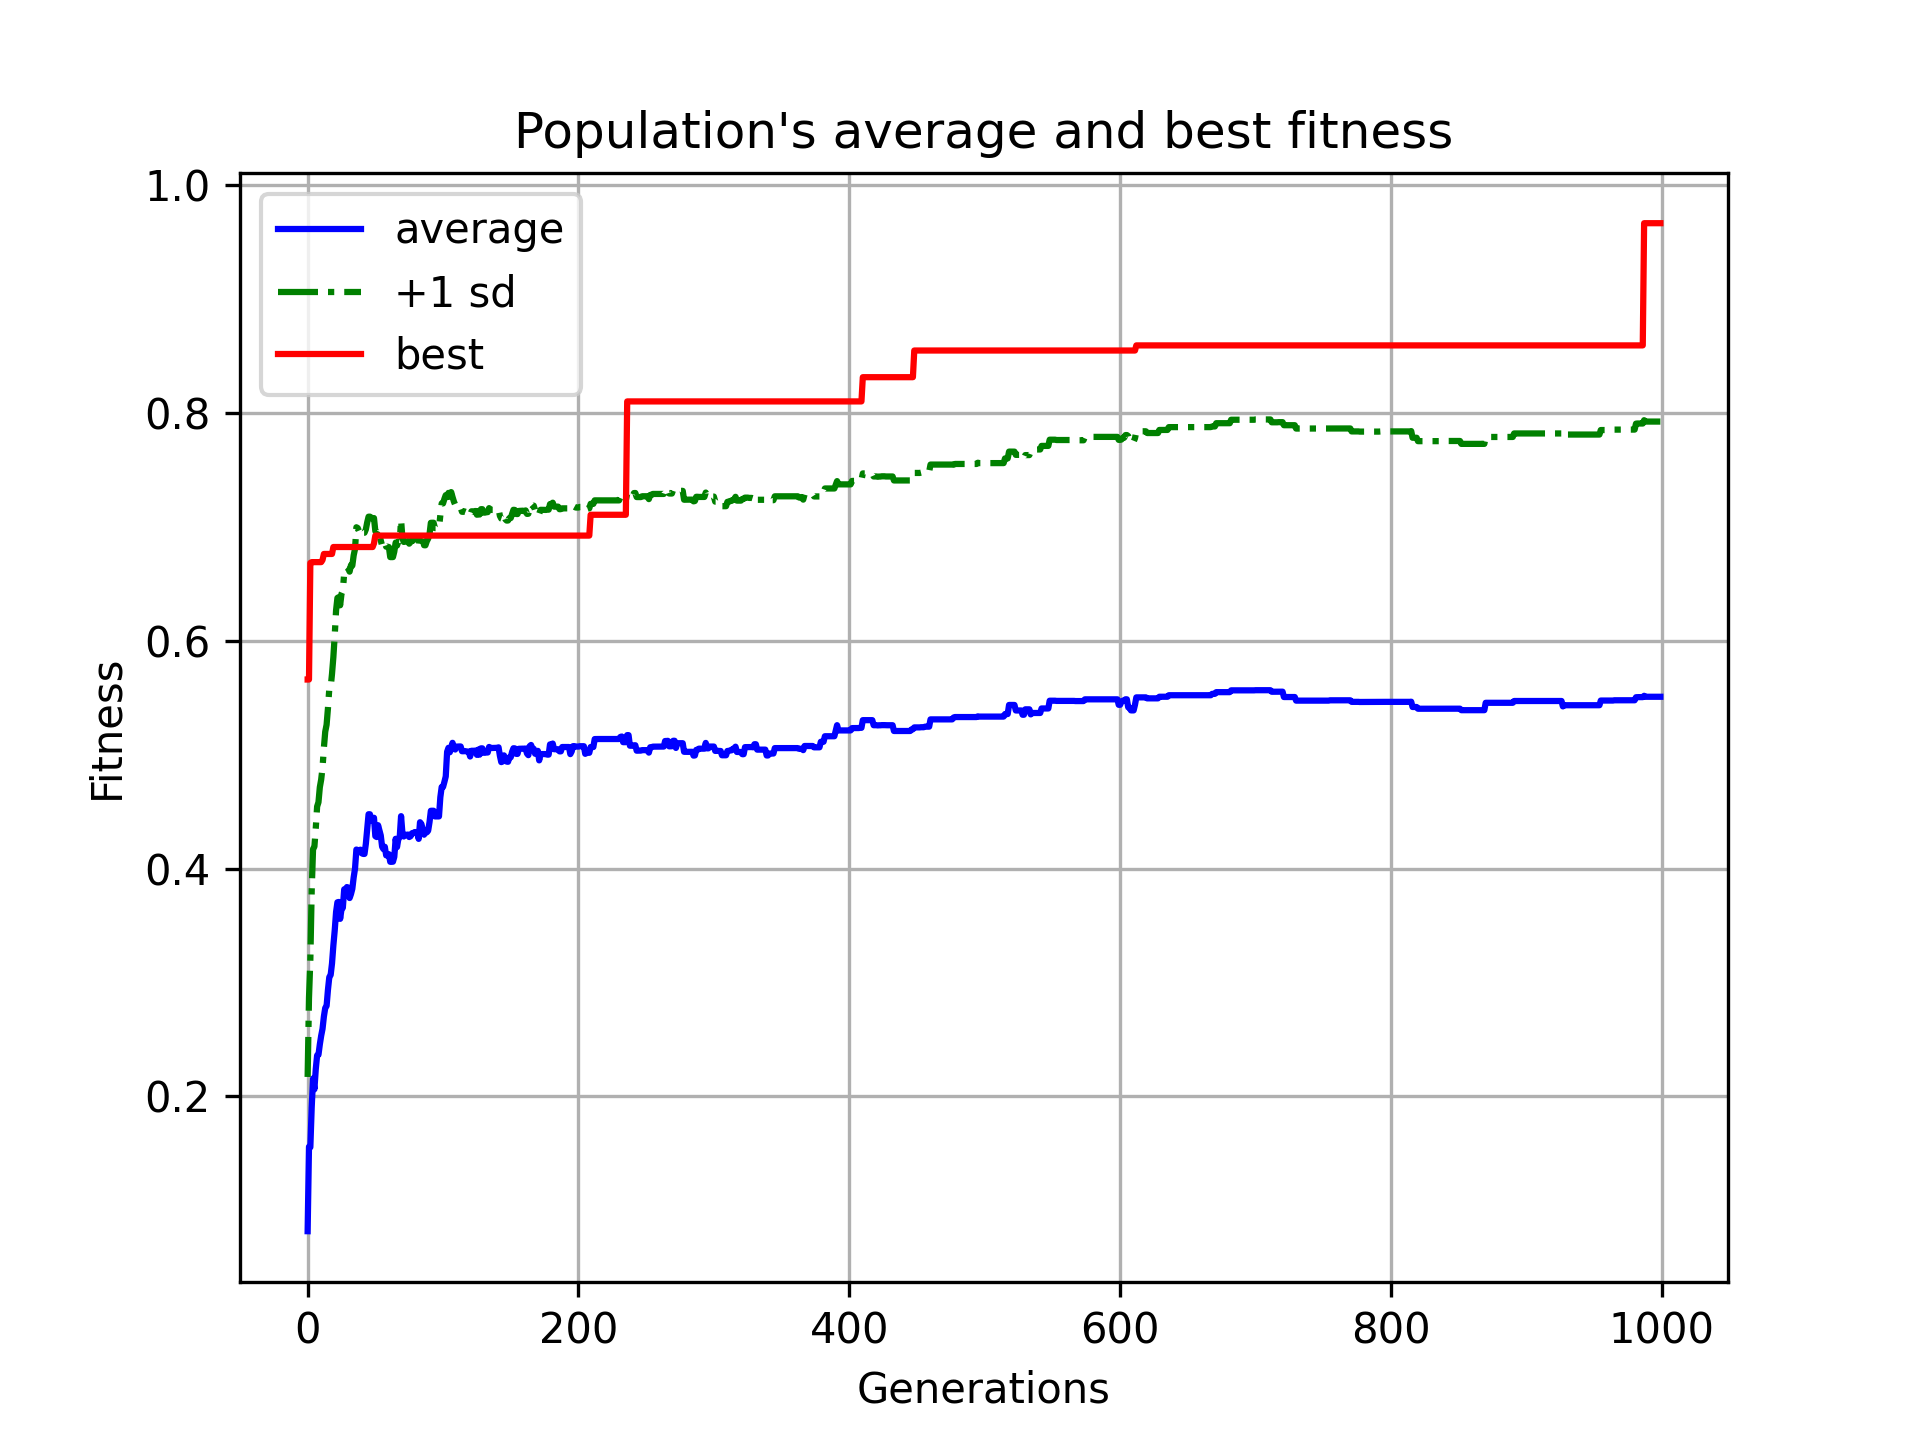 Population's average and best fitness
1.0
0.8
0.6
0.4
0.2
Fitness
average
+1 sd
best
0 200 400 600 800 1000
Generations